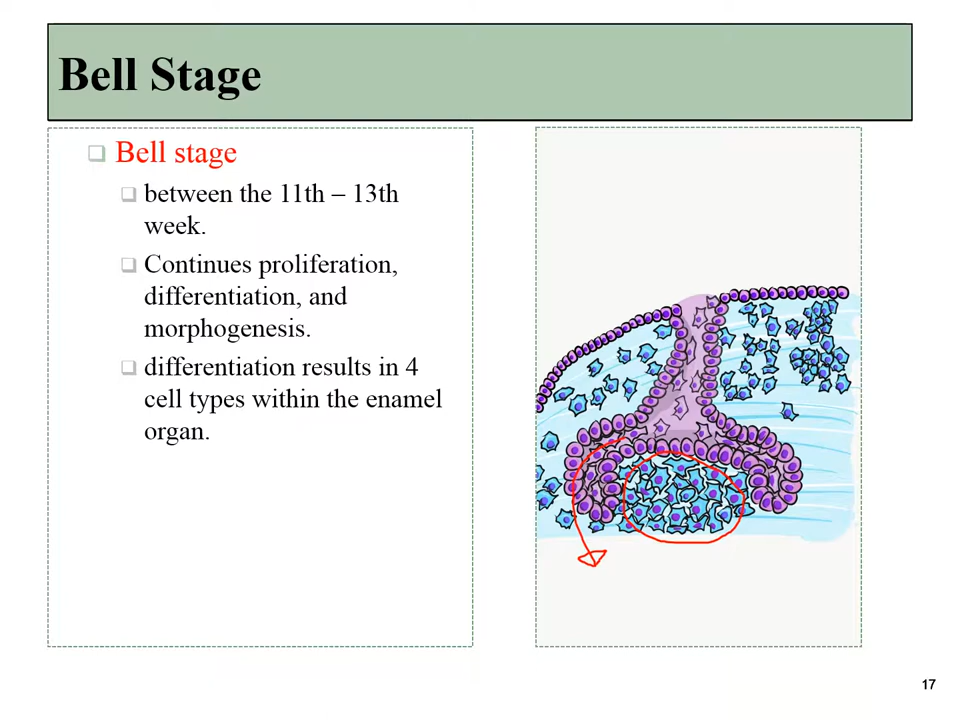 Bell Stage
Bell stage
between the 11th – 13th
week.
Continues proliferation,
differentiation, and
morphogenesis.
differentiation results in 4
cell types within the enamel
organ.
17